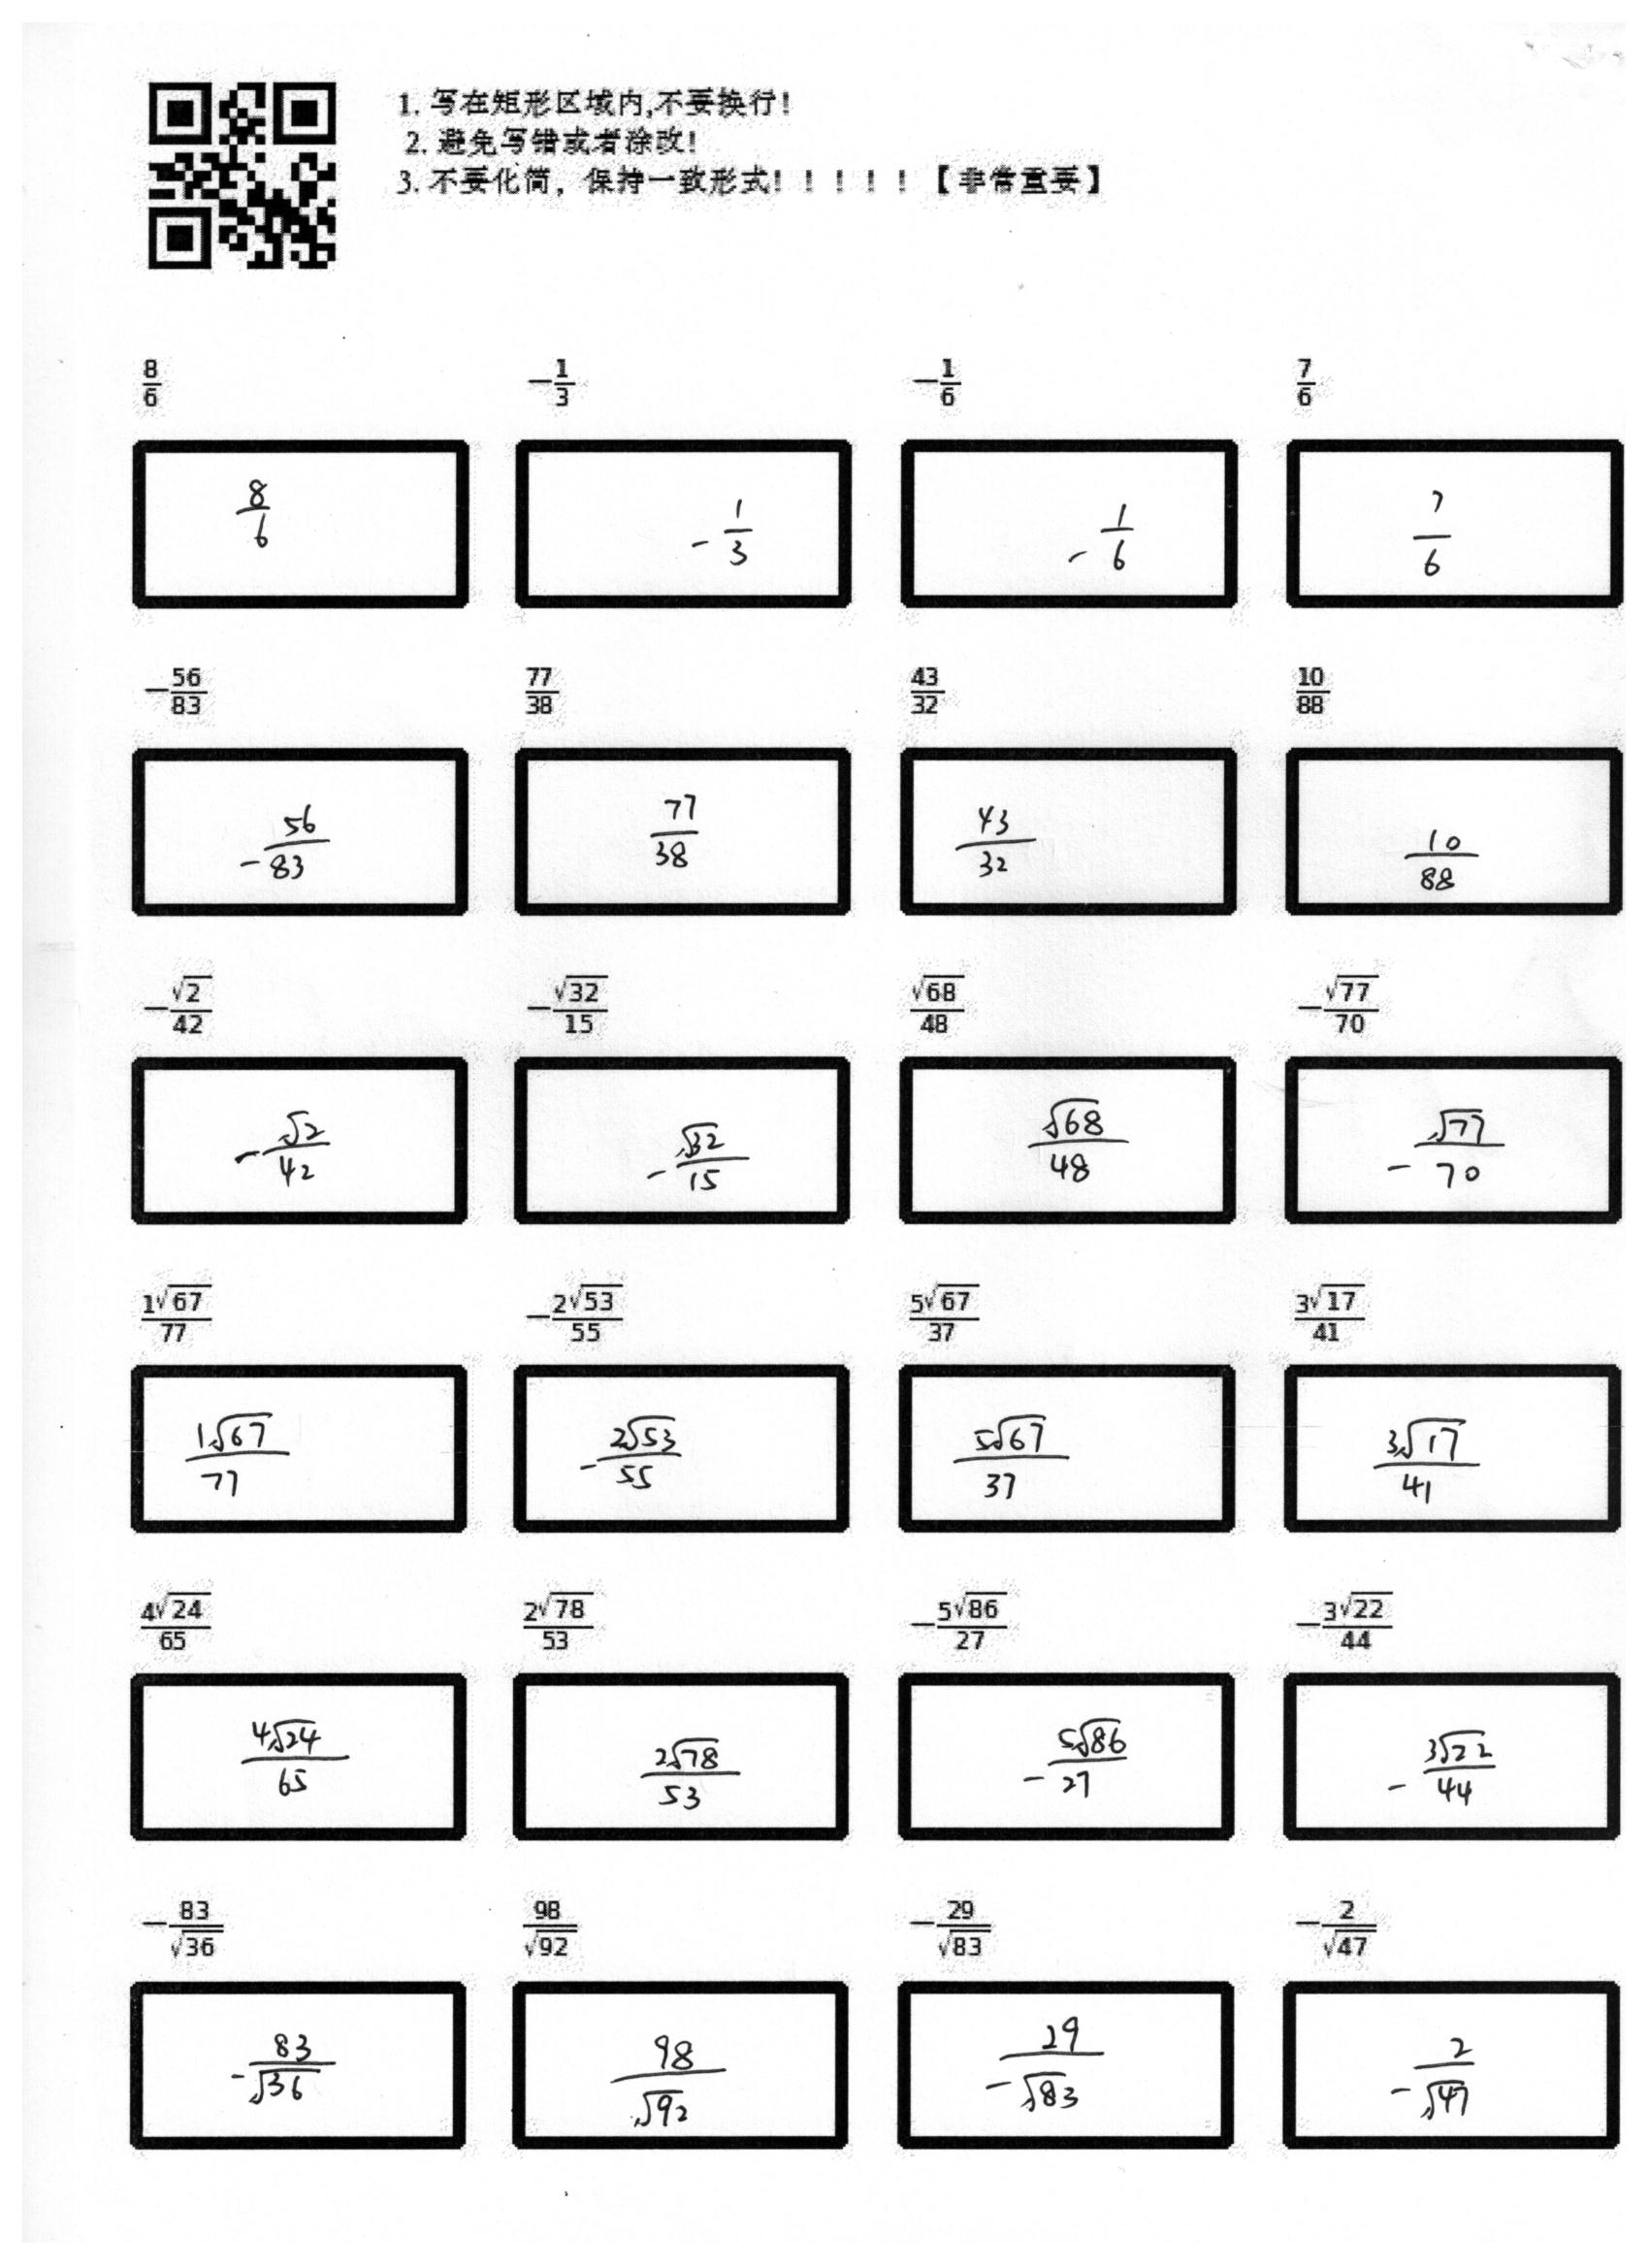 1. 写在矩形区域内,不要换行!
2. 避免写错或者涂改!
3. 不要化简，保持一致形式! ! ! ! ! 【非常重要】
\frac{8}{6} -\frac{1}{3} -\frac{1}{6} \frac{7}{6}
\frac{8}{6} -\frac{1}{3} -\frac{1}{6} \frac{7}{6}
-\frac{56}{83} \frac{77}{38} \frac{43}{32} \frac{10}{88}
-\frac{56}{83} \frac{77}{38} \frac{43}{32} \frac{10}{88}
-\frac{\sqrt{2}}{42} -\frac{\sqrt{32}}{15} \frac{\sqrt{68}}{48} -\frac{\sqrt{77}}{70}
-\frac{\sqrt{2}}{42} -\frac{\sqrt{32}}{15} \frac{\sqrt{68}}{48} -\frac{\sqrt{77}}{70}
\frac{1\sqrt{67}}{77} -\frac{2\sqrt{53}}{55} \frac{5\sqrt{67}}{37} \frac{3\sqrt{17}}{41}
\frac{1\sqrt{67}}{77} -\frac{2\sqrt{53}}{55} \frac{5\sqrt{67}}{37} \frac{3\sqrt{17}}{41}
\frac{4\sqrt{24}}{65} \frac{2\sqrt{78}}{53} -\frac{5\sqrt{86}}{27} -\frac{3\sqrt{22}}{44}
\frac{4\sqrt{24}}{65} \frac{2\sqrt{78}}{53} -\frac{5\sqrt{86}}{27} -\frac{3\sqrt{22}}{44}
-\frac{83}{\sqrt{36}} \frac{98}{\sqrt{92}} -\frac{29}{\sqrt{83}} -\frac{2}{\sqrt{47}}
-\frac{83}{\sqrt{36}} \frac{98}{\sqrt{92}} -\frac{29}{\sqrt{83}} -\frac{2}{\sqrt{47}}